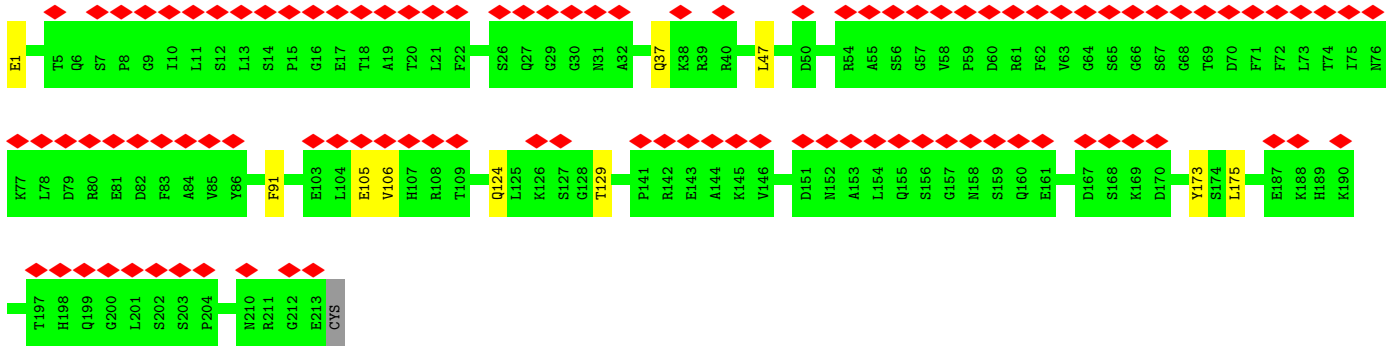 E1 T5 Q6 S7 P8 G9 I10 L11 S12 L13 S14 P15 G16 E17 T18 A19 T20 L21 F22 S26 Q27 G29 G30 N31 A32 Q37 K38 R39 R40 L47 D50 R54 A55 S56 G57 V58 P59 D60 R61 F62 V63 G64 S65 G66 S67 G68 T69 D70 F71 F72 L73 T74 I75 N76
K77 L78 D79 R80 E81 D82 F83 A84 V85 Y86 F91 E103 L104 E105 V106 H107 R108 T109 Q124 L125 K126 S127 G128 T129 P141 R142 E143 A144 K145 V146 D151 N152 A153 L154 Q155 S156 G157 N158 S159 Q160 E161 D167 S168 K169 D170 Y173 S174 L175 E187 K188 H189 K190
T197 H198 Q199 G200 L201 S202 S203 P204 N210 R211 G212 E213 CYS